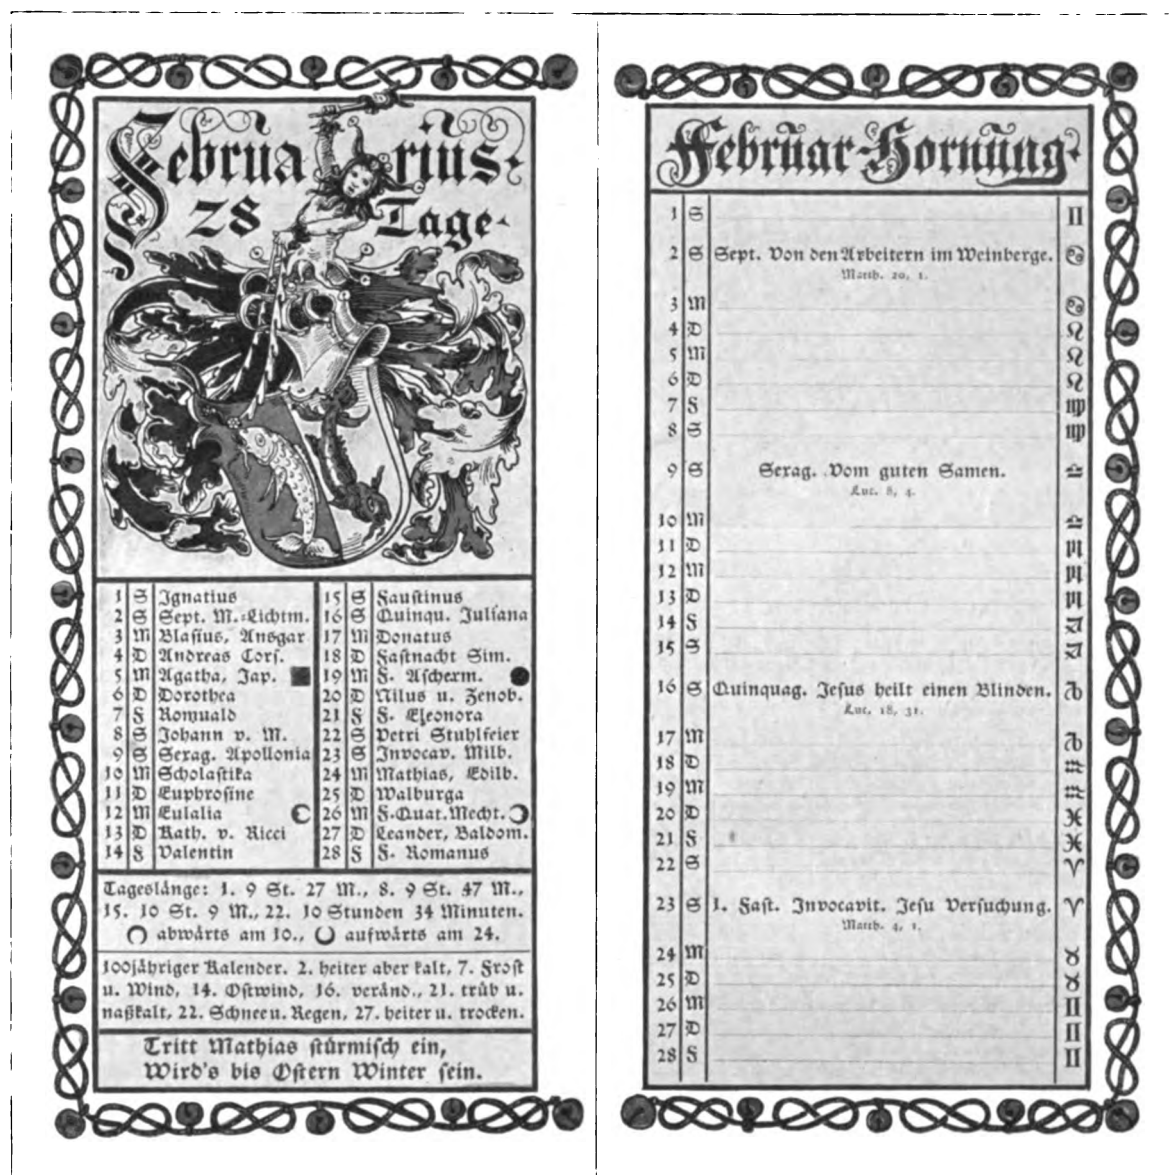 Februarius
28 Tage
1 S Ignatius
2 S Sept. M.=Lichtm.
3 M Blasius, Ansgar
4 D Andreas Cors.
5 M Agatha, Jap.
6 D Dorothea
7 F Romuald
8 S Johann v. M.
9 S Sexag. Apollonia
10 M Scholastika
11 D Euphrosine
12 M Eulalia
13 D Kath. v. Ricci
14 F Valentin
15 S Faustinus
16 S Quinqu. Juliana
17 M Donatus
18 D Fastnacht Sim.
19 M F. Ascherm.
20 D Nilus u. Zenob.
21 F F. Eleonora
22 S Petri Stuhlfeier
23 S Invocav. Milb.
24 M Mathias, Edilb.
25 D Walburga
26 M F. Quat. Mecht.
27 D Leander, Baldom.
28 F F. Romanus
Tageslänge: 1. 9 St. 27 M., 8. 9 St. 47 M.,
15. 10 St. 9 M., 22. 10 Stunden 34 Minuten.
abwärts am 10., aufwärts am 24.
100jähriger Kalender. 2. heiter aber kalt, 7. Frost
u. Wind, 14. Ostwind, 16. veränd., 21. trüb u.
naßkalt, 22. Schnee u. Regen, 27. heiter u. trocken.
Tritt Mathias stürmisch ein,
Wird's bis Ostern Winter sein.
Februar-Hornung
1 S ♊
2 S Sept. Von den Arbeitern im Weinberge. ♋
Matth. 20, 1.
3 M ♋
4 D ♌
5 M ♌
6 D ♌
7 F ♍
8 S ♍
9 S Sexag. Vom guten Samen. ♎
Luc. 8, 4.
10 M ♎
11 D ♏
12 M ♏
13 D ♏
14 F ♐
15 S ♐
16 S Quinquag. Jesus heilt einen Blinden. ♑
Luc. 18, 31.
17 M ♑
18 D ♒
19 M ♒
20 D ♓
21 F ♓
22 S ♈
23 S 1. Fast. Invocavit. Jesu Versuchung. ♈
Matth. 4, 1.
24 M ♉
25 D ♉
26 M ♊
27 D ♊
28 F ♊